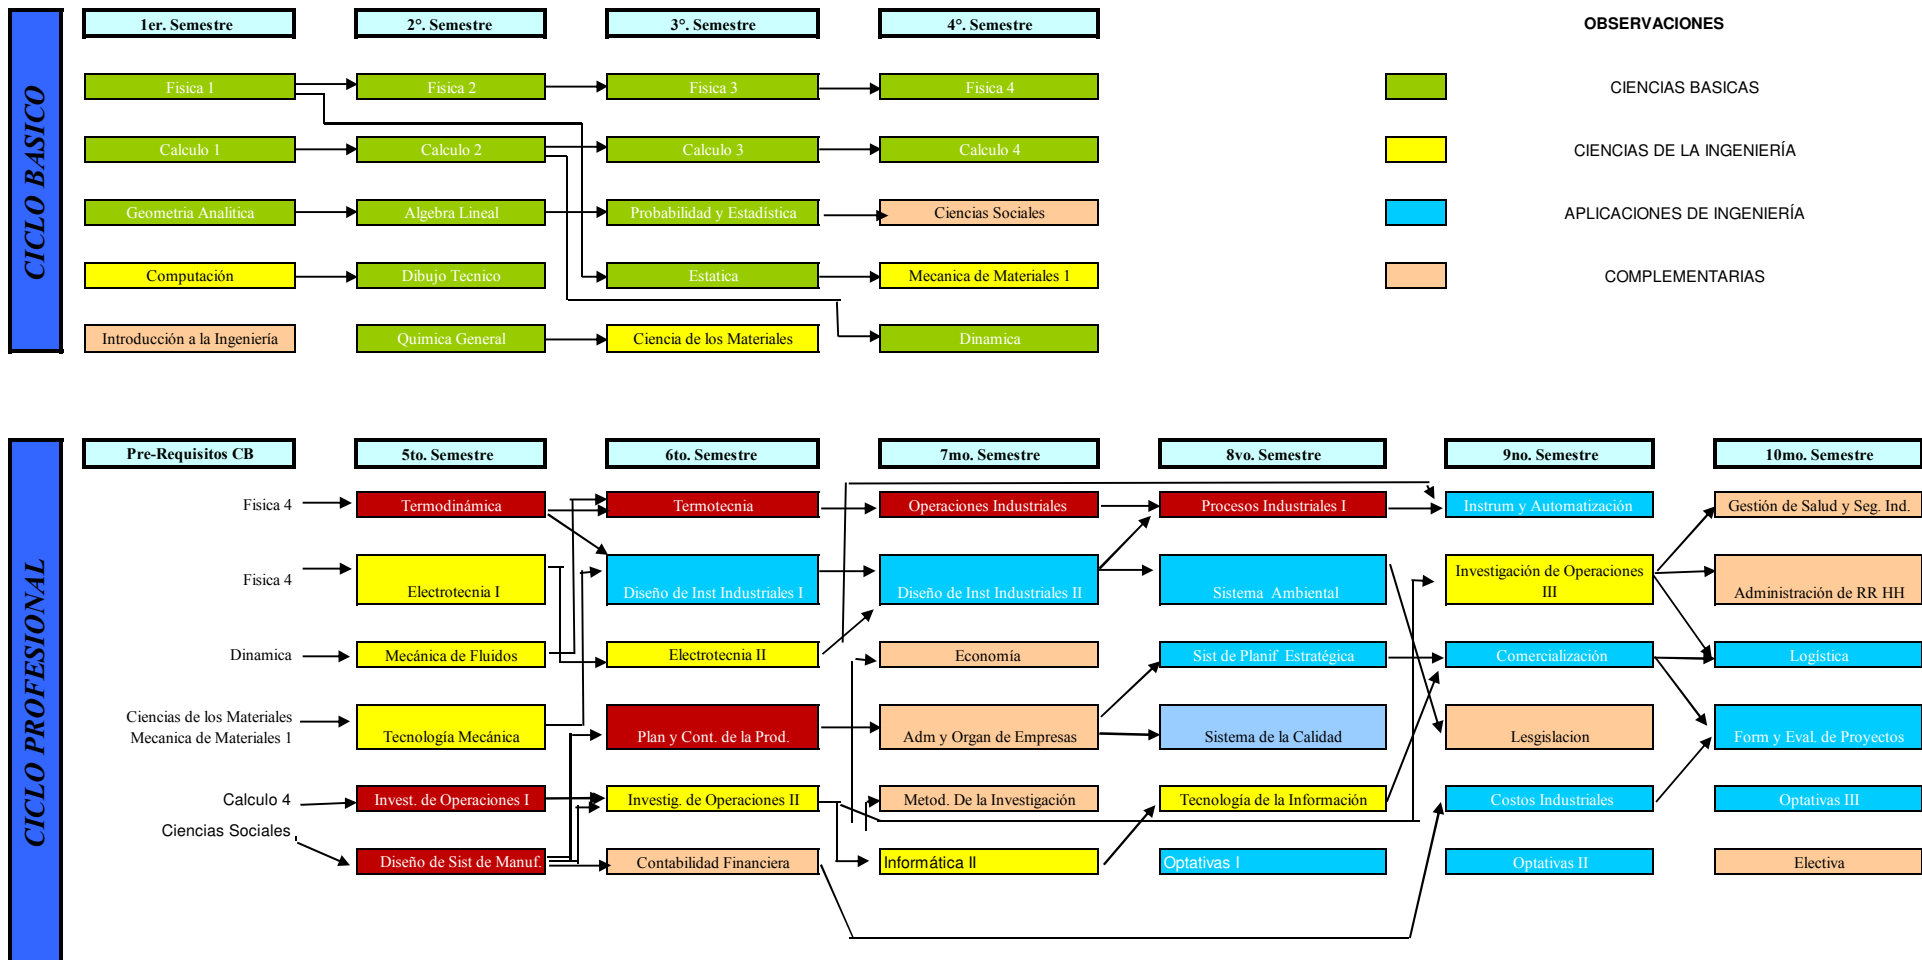 CICLO BASICO
1er. Semestre
2°. Semestre
3°. Semestre
4°. Semestre
OBSERVACIONES
Fisica 1
Fisica 2
Fisica 3
Fisica 4
CIENCIAS BASICAS
Calculo 1
Calculo 2
Calculo 3
Calculo 4
CIENCIAS DE LA INGENIERÍA
Geometria Analitica
Algebra Lineal
Probabilidad y Estadística
Ciencias Sociales
APLICACIONES DE INGENIERÍA
Computación
Dibujo Tecnico
Estatica
Mecanica de Materiales 1
COMPLEMENTARIAS
Introducción a la Ingeniería
Quimica General
Ciencia de los Materiales
Dinamica
CICLO PROFESIONAL
Pre-Requisitos CB
5to. Semestre
6to. Semestre
7mo. Semestre
8vo. Semestre
9no. Semestre
10mo. Semestre
Fisica 4
Termodinámica
Termotecnia
Operaciones Industriales
Procesos Industriales I
Instrum y Automatización
Gestión de Salud y Seg. Ind.
Fisica 4
Electrotecnia I
Diseño de Inst Industriales I
Diseño de Inst Industriales II
Sistema Ambiental
Investigación de Operaciones
III
Administración de RR HH
Dinamica
Mecánica de Fluidos
Electrotecnia II
Economía
Sist de Planif Estratégica
Comercialización
Logística
Ciencias de los Materiales
Mecanica de Materiales 1
Tecnología Mecánica
Plan y Cont. de la Prod.
Adm y Organ de Empresas
Sistema de la Calidad
Lesgislacion
Form y Eval. de Proyectos
Calculo 4
Invest. de Operaciones I
Investig. de Operaciones II
Metod. De la Investigación
Tecnología de la Información
Costos Industriales
Optativas III
Ciencias Sociales
Diseño de Sist de Manuf.
Contabilidad Financiera
Informática II
Optativas I
Optativas II
Electiva